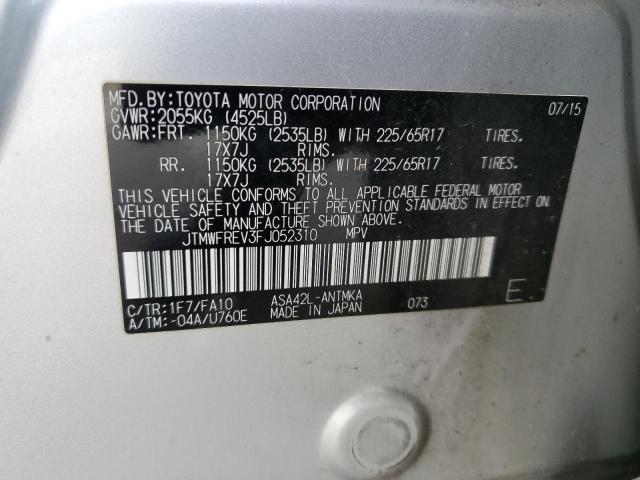 MFD.BY:TOYOTA MOTOR CORPORATION 07/15
GVWR:2055KG (4525LB)
GAWR:FRT. 1150KG (2535LB) WITH 225/65R17 TIRES.
17X7J RIMS.
RR. 1150KG (2535LB) WITH 225/65R17 TIRES.
17X7J RIMS.
THIS VEHICLE CONFORMS TO ALL APPLICABLE FEDERAL MOTOR
VEHICLE SAFETY AND THEFT PREVENTION STANDARDS IN EFFECT ON
THE DATE OF MANUFACTURE SHOWN ABOVE.
JTMWFREV3FJ052310 MPV
C/TR:1F7/FA10 ASA42L-ANTMKA 073 E
A/TM:-04A/U760E MADE IN JAPAN